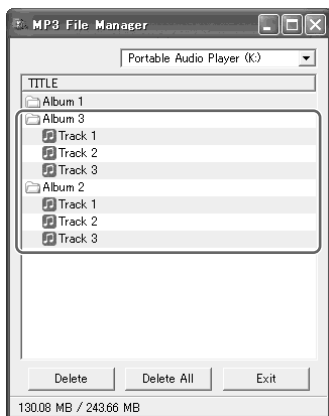 MP3 File Manager
Portable Audio Player (K:)
TITLE
Album 1
Album 3
Track 1
Track 2
Track 3
Album 2
Track 1
Track 2
Track 3
Delete Delete All Exit
130.08 MB / 243.66 MB